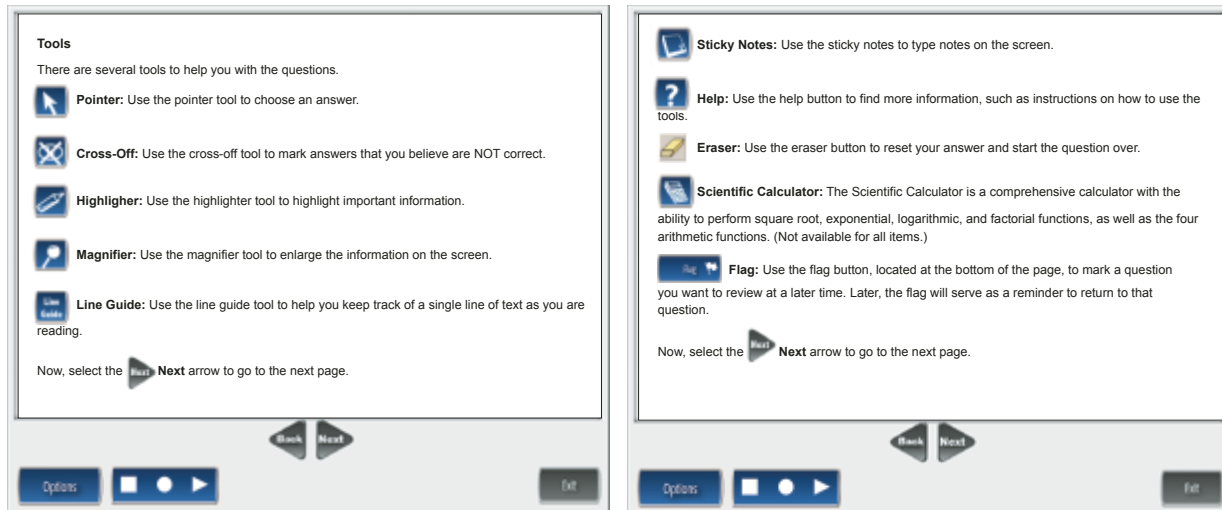 Tools
There are several tools to help you with the questions.
Pointer: Use the pointer tool to choose an answer.
Cross-Off: Use the cross-off tool to mark answers that you believe are NOT correct.
Highligher: Use the highlighter tool to highlight important information.
Magnifier: Use the magnifier tool to enlarge the information on the screen.
Line Guide
Line Guide: Use the line guide tool to help you keep track of a single line of text as you are
reading.
Now, select the Next Next arrow to go to the next page.
Back Next
Options
Exit
Sticky Notes: Use the sticky notes to type notes on the screen.
? Help: Use the help button to find more information, such as instructions on how to use the
tools.
Eraser: Use the eraser button to reset your answer and start the question over.
Scientific Calculator: The Scientific Calculator is a comprehensive calculator with the
ability to perform square root, exponential, logarithmic, and factorial functions, as well as the four
arithmetic functions. (Not available for all items.)
Flag Flag: Use the flag button, located at the bottom of the page, to mark a question
you want to review at a later time. Later, the flag will serve as a reminder to return to that
question.
Now, select the Next Next arrow to go to the next page.
Back Next
Options
Exit